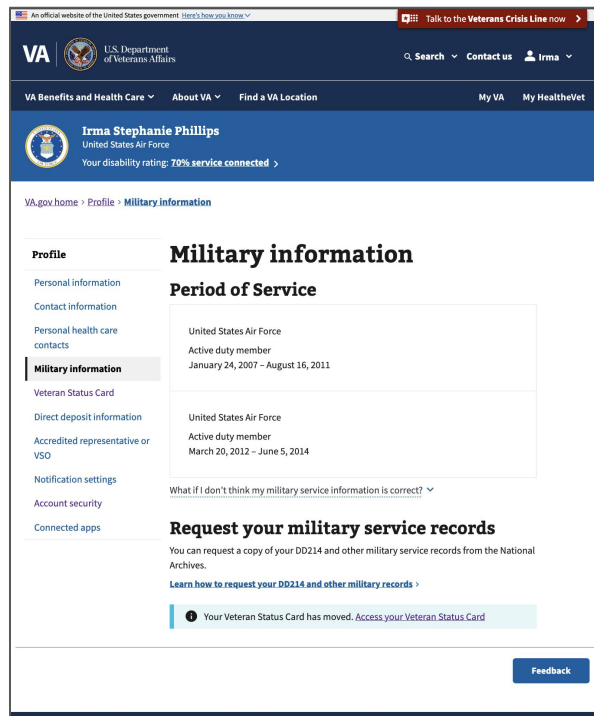 An official website of the United States government Here's how you know
Talk to the Veterans Crisis Line now
VA
U.S. Department
of Veterans Affairs
Search
Contact us
Irma
VA Benefits and Health Care
About VA
Find a VA Location
My VA
My HealtheVet
Irma Stephanie Phillips
United States Air Force
Your disability rating: 70% service connected >
VA.gov home > Profile > Military information
Profile
Personal information
Contact information
Personal health care
contacts
Military information
Veteran Status Card
Direct deposit information
Accredited representative or
VSO
Notification settings
Account security
Connected apps
Military information
Period of Service
United States Air Force
Active duty member
January 24, 2007 – August 16, 2011
United States Air Force
Active duty member
March 20, 2012 – June 5, 2014
What if I don't think my military service information is correct?
Request your military service records
You can request a copy of your DD214 and other military service records from the National
Archives.
Learn how to request your DD214 and other military records >
Your Veteran Status Card has moved. Access your Veteran Status Card
Feedback